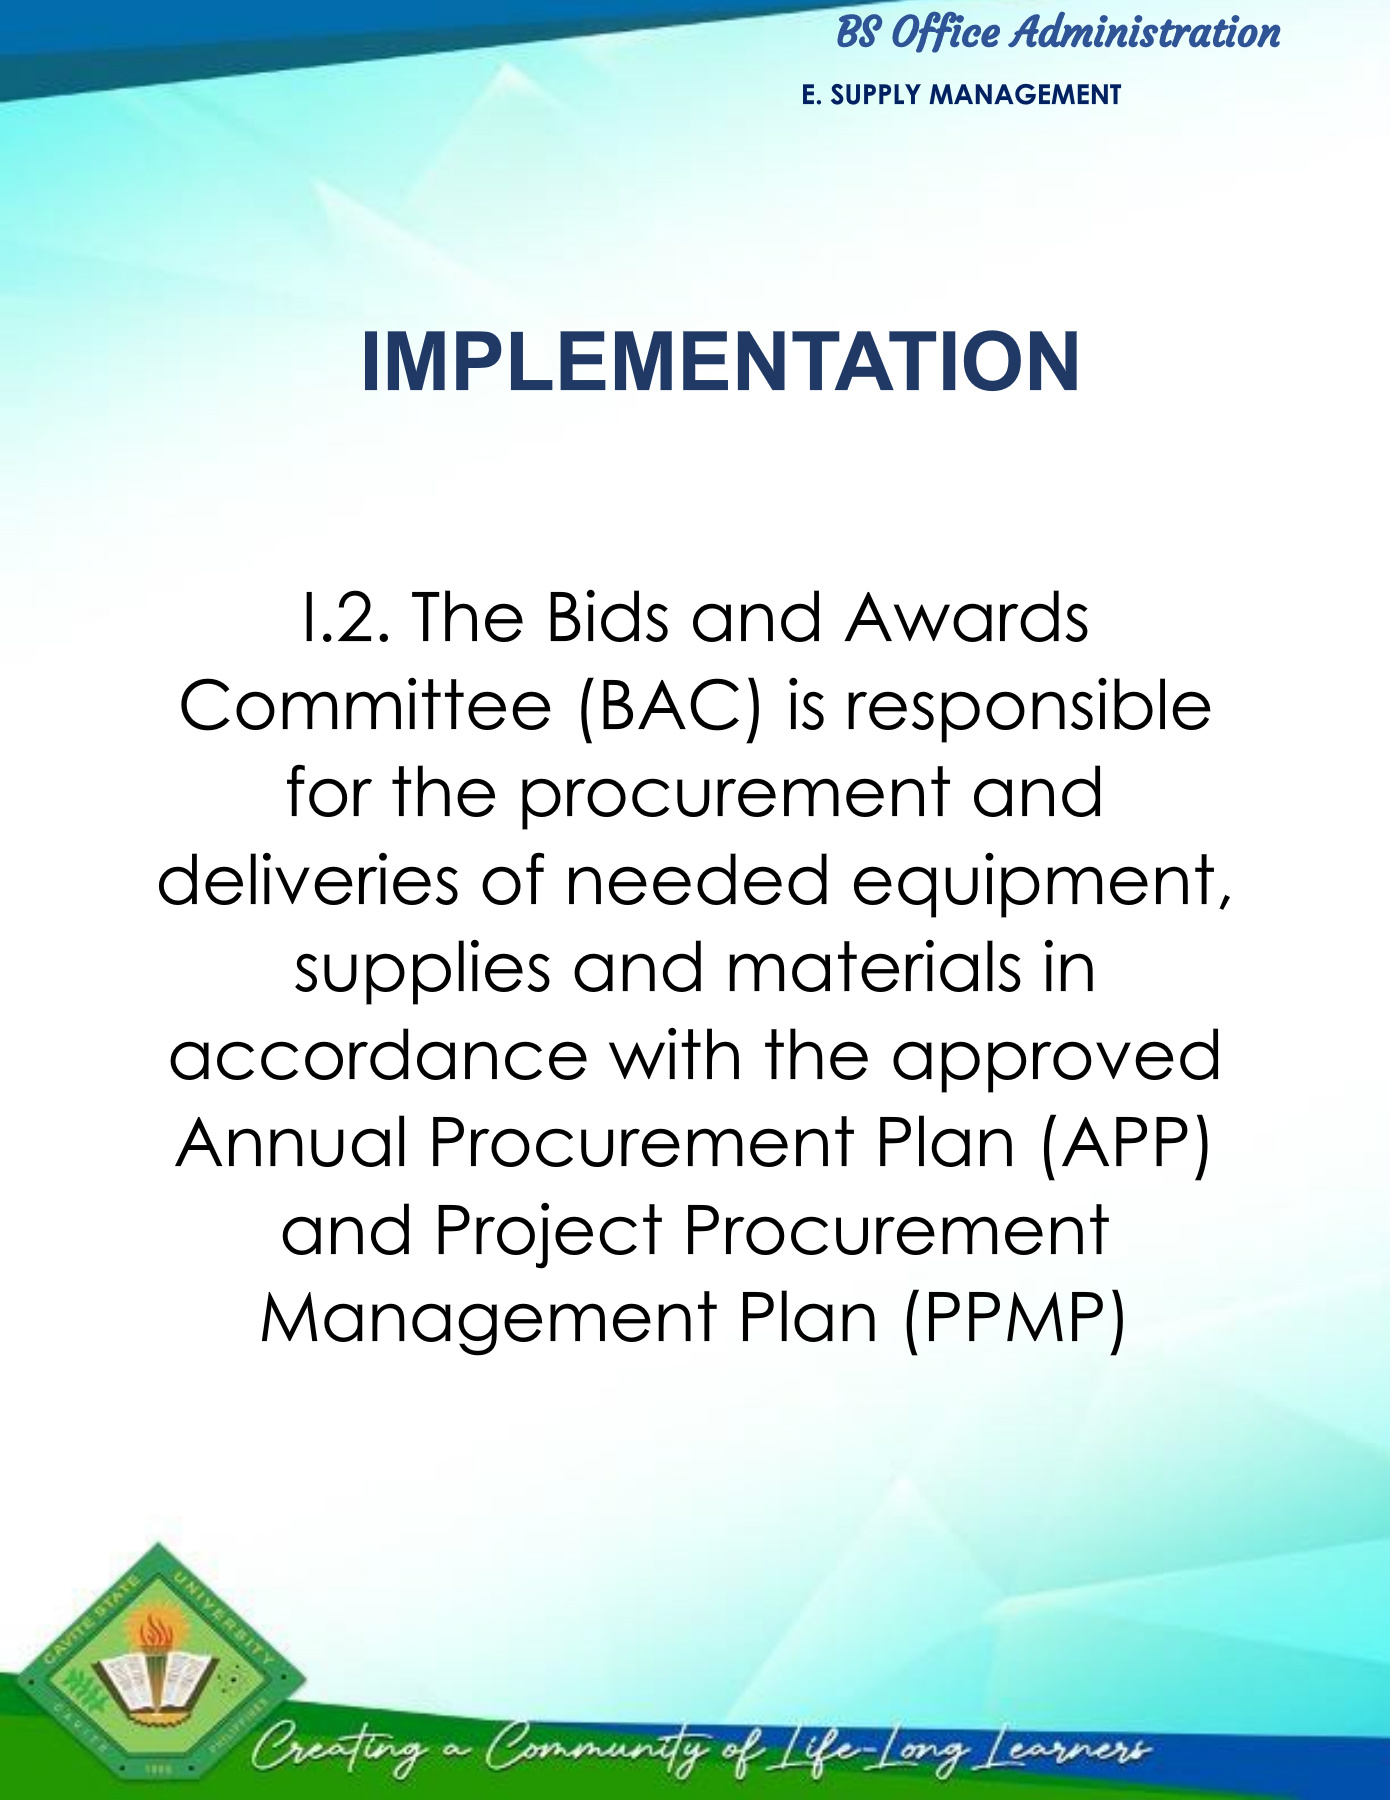 BS Office Administration
E. SUPPLY MANAGEMENT
IMPLEMENTATION
I.2. The Bids and Awards
Committee (BAC) is responsible
for the procurement and
deliveries of needed equipment,
supplies and materials in
accordance with the approved
Annual Procurement Plan (APP)
and Project Procurement
Management Plan (PPMP)
CAVITE STATE UNIVERSITY
CAVITE
PHILIPPINES
1906
Creating a Community of Life-Long Learners